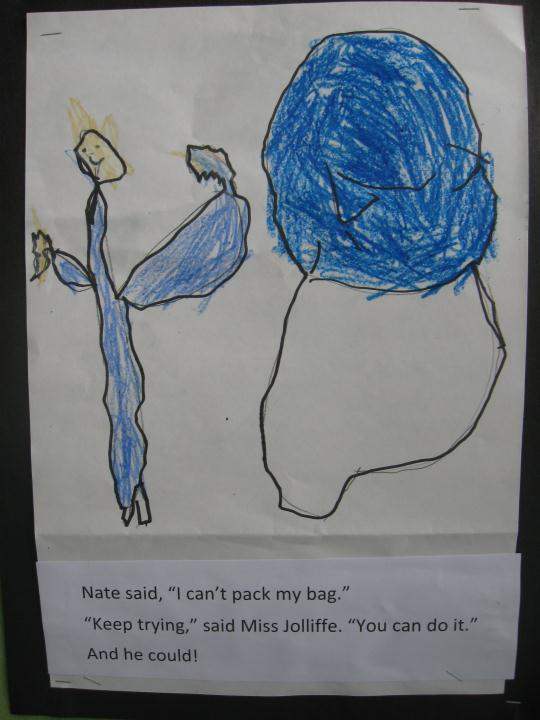 Nate said, “I can’t pack my bag.”
“Keep trying,” said Miss Jolliffe. “You can do it.”
And he could!